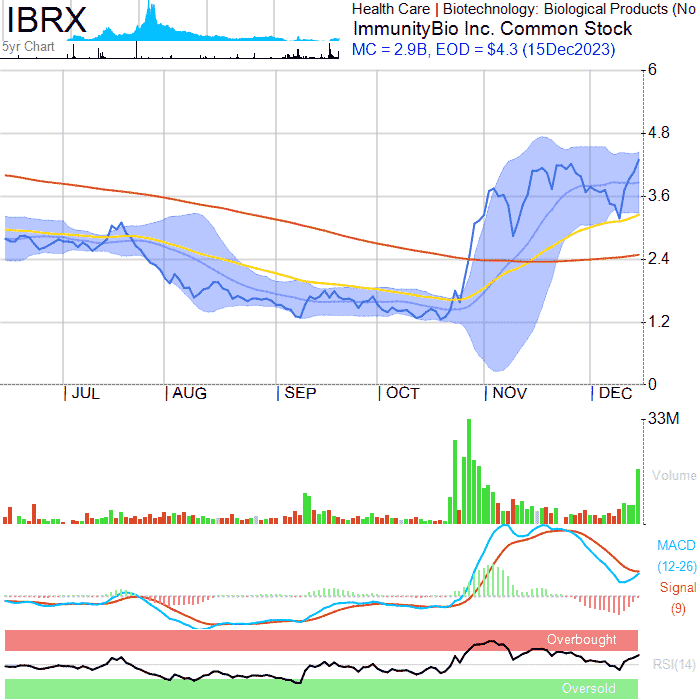 IBRX
5yr Chart
Health Care | Biotechnology: Biological Products (No
ImmunityBio Inc. Common Stock
MC = 2.9B, EOD = $4.3 (15Dec2023)
6
4.8
3.6
2.4
1.2
0
JUL AUG SEP OCT NOV DEC
33M
Volume
MACD
(12-26)
Signal
(9)
Overbought
RSI(14)
Oversold